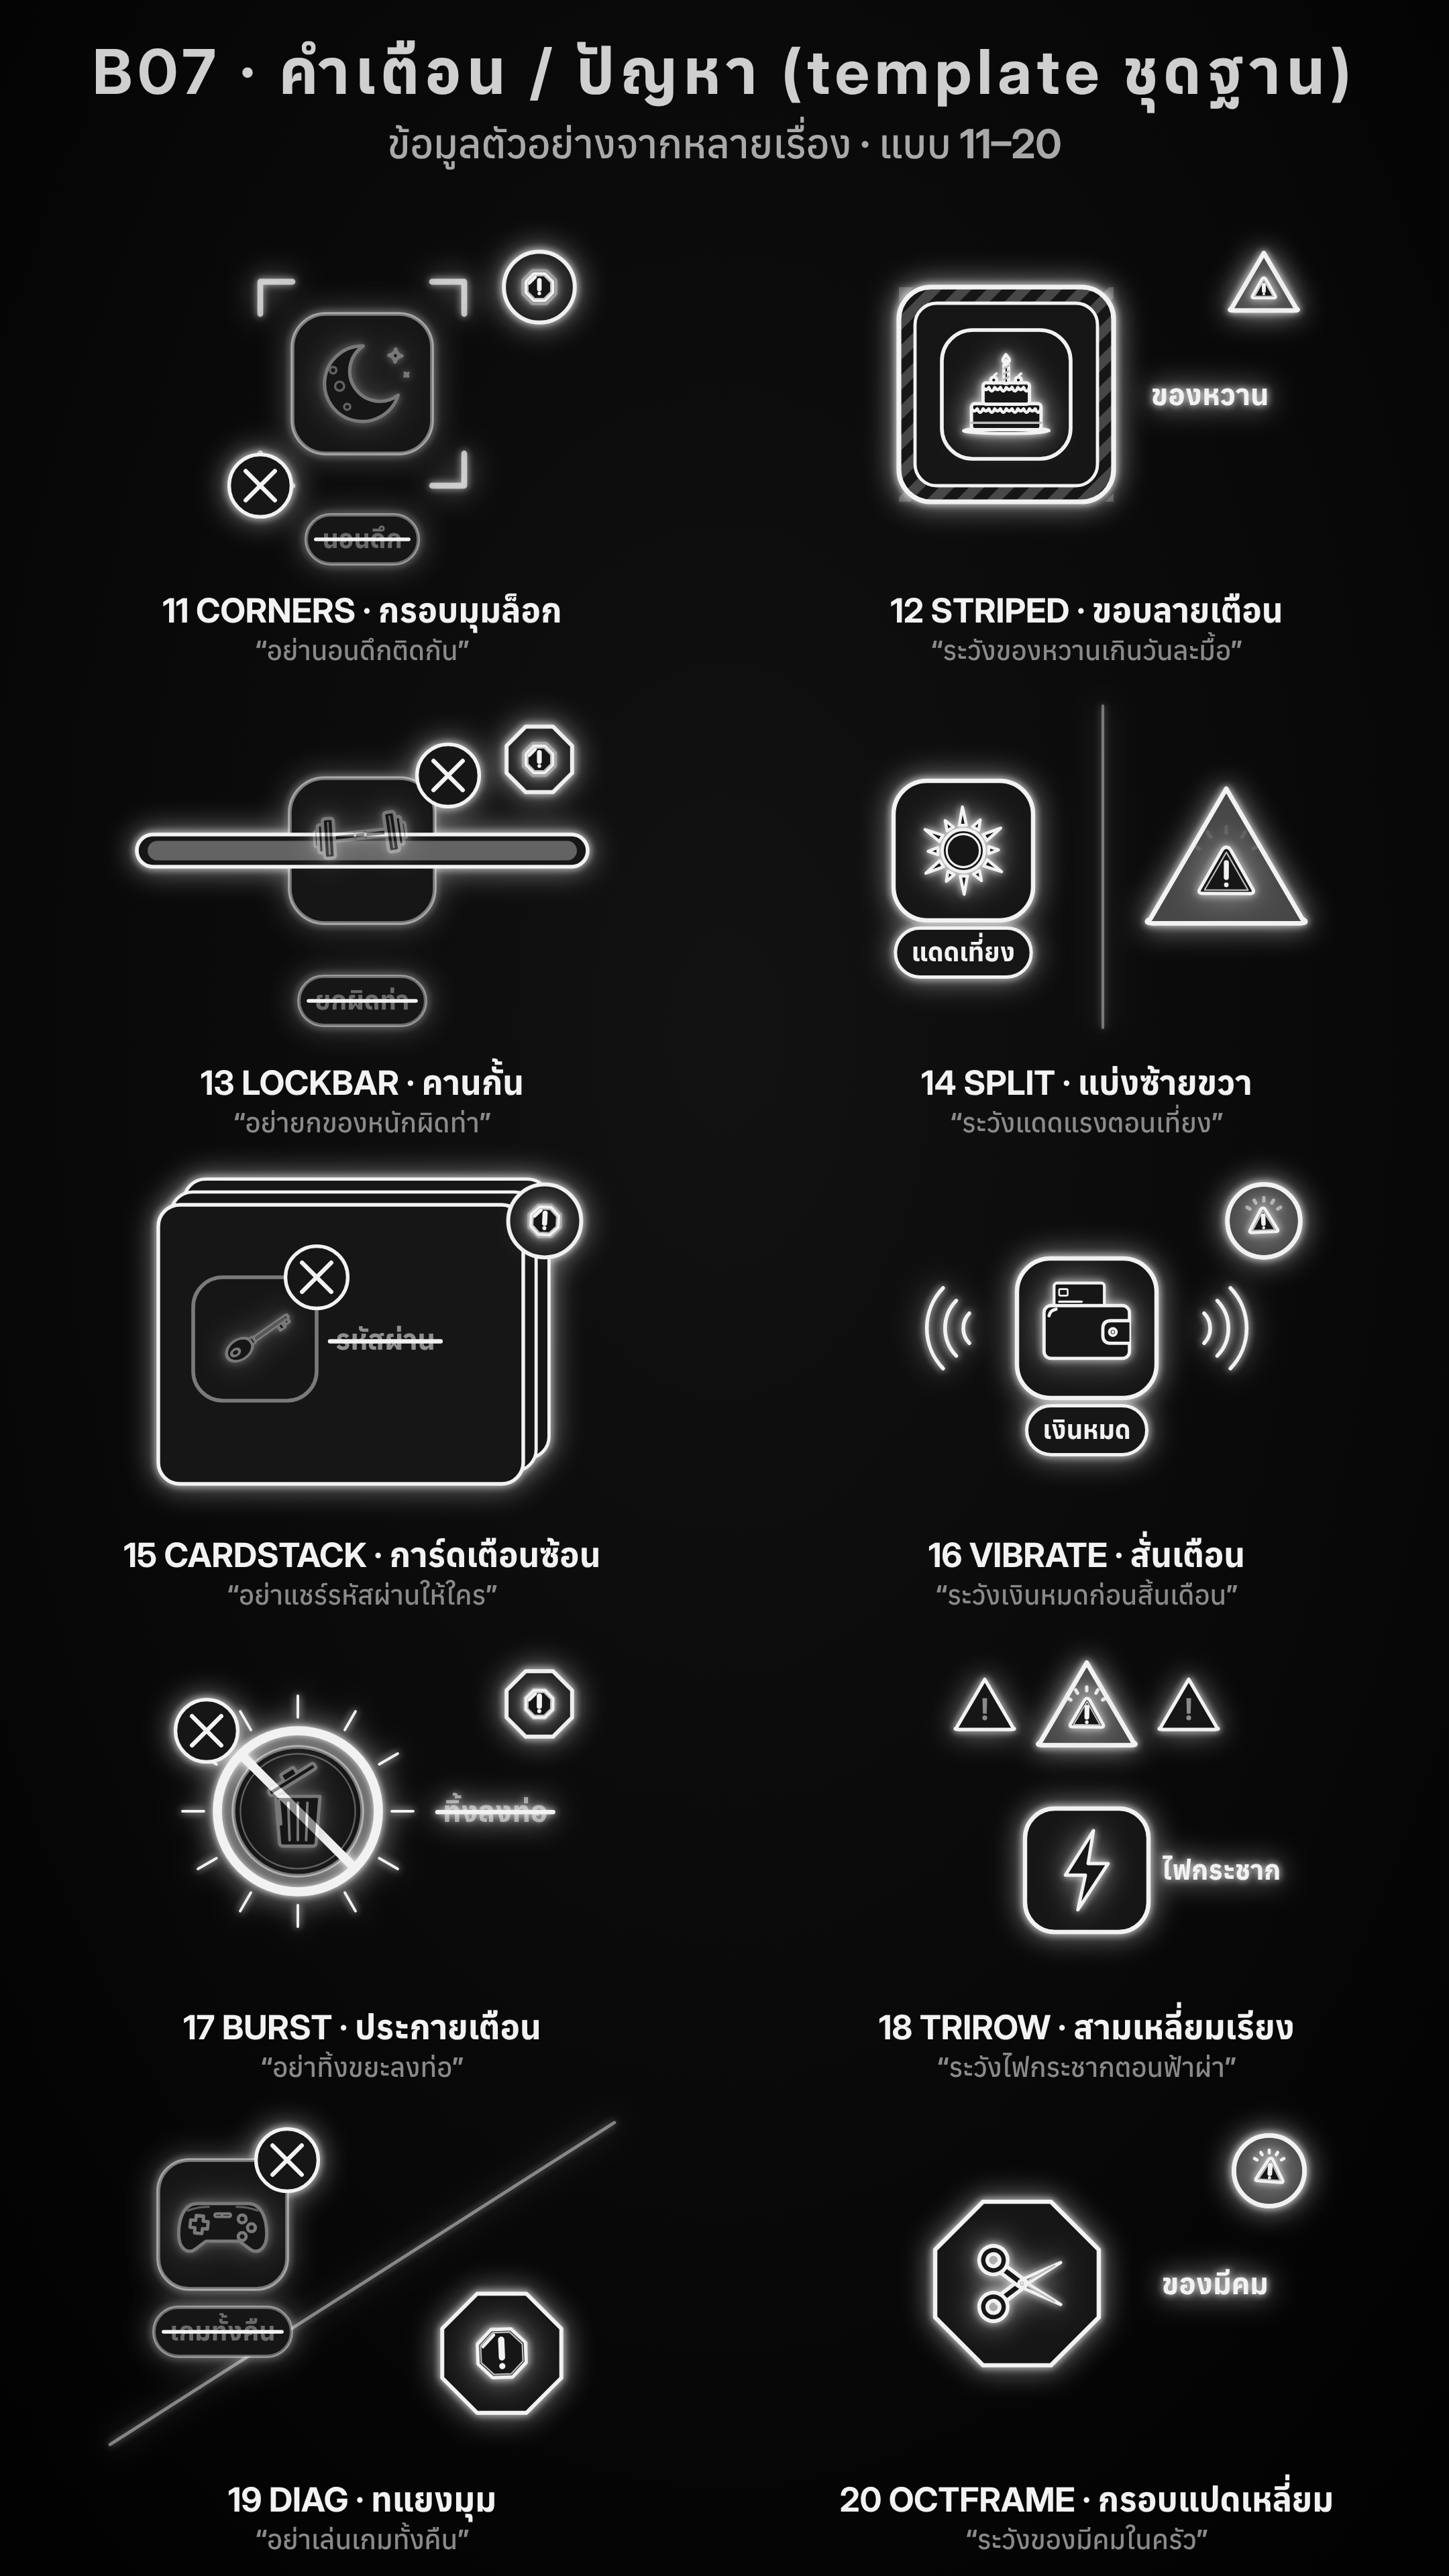 B07 · คำเตือน / ปัญหา (template ชุดฐาน)
ข้อมูลตัวอย่างจากหลายเรื่อง · แบบ 11–20
นอนดึก
11 CORNERS · กรอบมุมล็อก
“อย่านอนดึกติดกัน”
ของหวาน
12 STRIPED · ขอบลายเตือน
“ระวังของหวานเกินวันละมื้อ”
ยกผิดท่า
13 LOCKBAR · คานกั้น
“อย่ายกของหนักผิดท่า”
แดดเที่ยง
14 SPLIT · แบ่งซ้ายขวา
“ระวังแดดแรงตอนเที่ยง”
รหัสผ่าน
15 CARDSTACK · การ์ดเตือนซ้อน
“อย่าแชร์รหัสผ่านให้ใคร”
เงินหมด
16 VIBRATE · สั่นเตือน
“ระวังเงินหมดก่อนสิ้นเดือน”
ทิ้งลงท่อ
17 BURST · ประกายเตือน
“อย่าทิ้งขยะลงท่อ”
ไฟกระชาก
18 TRIROW · สามเหลี่ยมเรียง
“ระวังไฟกระชากตอนฟ้าผ่า”
เกมทั้งคืน
19 DIAG · ทแยงมุม
“อย่าเล่นเกมทั้งคืน”
ของมีคม
20 OCTFRAME · กรอบแปดเหลี่ยม
“ระวังของมีคมในครัว”